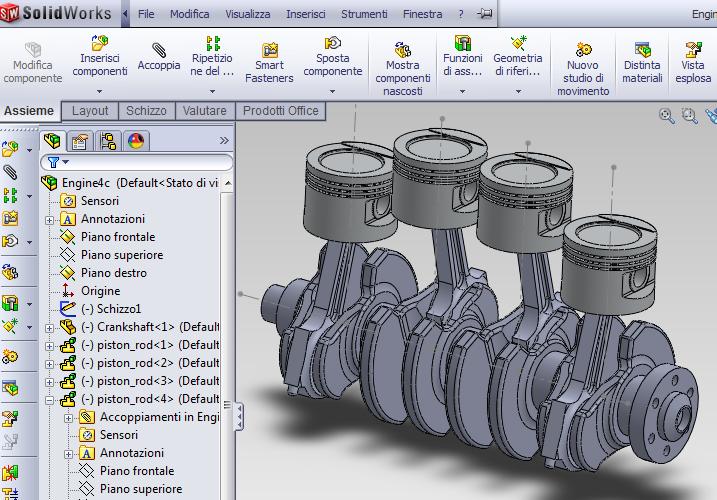 SolidWorks File Modifica Visualizza Inserisci Strumenti Finestra ? Engin
Modifica componente
Inserisci componenti
Accoppia
Ripetizio ne del ...
Smart Fasteners
Sposta componente
Mostra componenti nascosti
Funzioni di ass...
Geometria di riferi...
Nuovo studio di movimento
Distinta materiali
Vista esplosa
Assieme Layout Schizzo Valutare Prodotti Office
Engine4c (Default<Stato di vi
Sensori
Annotazioni
Piano frontale
Piano superiore
Piano destro
Origine
(-) Schizzo1
(-) Crankshaft<1> (Default
(-) piston_rod<1> (Default
(-) piston_rod<2> (Default
(-) piston_rod<3> (Default
(-) piston_rod<4> (Default
Accoppiamenti in Engi
Sensori
Annotazioni
Piano frontale
Piano superiore